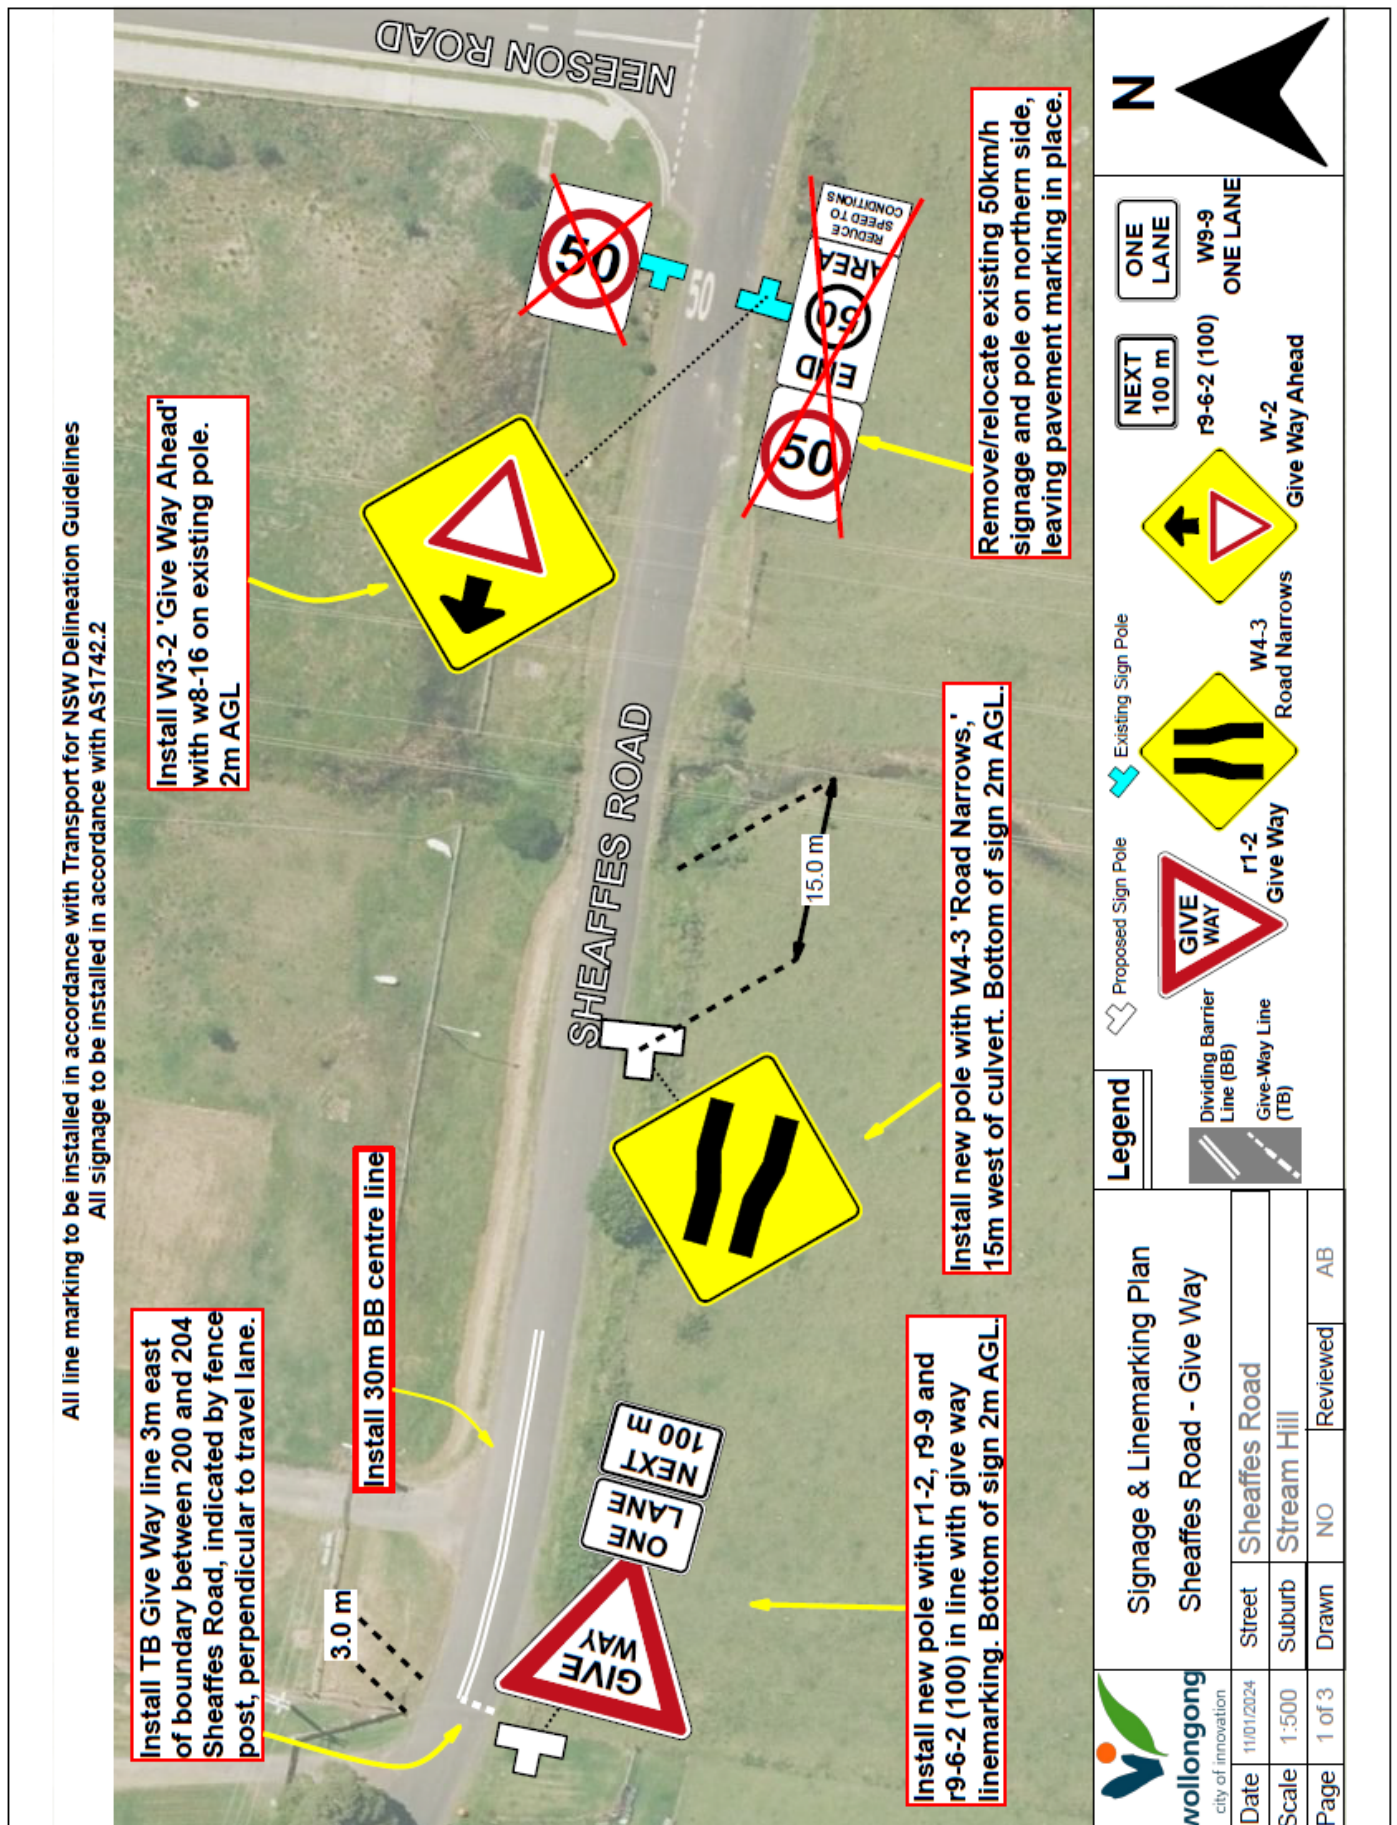 All line marking to be installed in accordance with Transport for NSW Delineation Guidelines
All signage to be installed in accordance with AS1742.2
Install TB Give Way line 3m east
of boundary between 200 and 204
Sheaffes Road, indicated by fence
post, perpendicular to travel lane.
3.0 m
Install 30m BB centre line
Install W3-2 'Give Way Ahead'
with w8-16 on existing pole.
2m AGL
NEESON ROAD
50
50
SHEAFFES ROAD
GIVE
WAY
ONE
LANE
NEXT
100 m
15.0 m
50
END
50
AREA
REDUCE
SPEED TO
CONDITIONS
Install new pole with r1-2, r9-9 and
r9-6-2 (100) in line with give way
linemarking. Bottom of sign 2m AGL.
Install new pole with W4-3 'Road Narrows,'
15m west of culvert. Bottom of sign 2m AGL.
Remove/relocate existing 50km/h
signage and pole on northern side,
leaving pavement marking in place.
wollongong
city of innovation
Signage & Linemarking Plan
Sheaffes Road - Give Way
Date 11/01/2024 Street Sheaffes Road
Scale 1:500 Suburb Stream Hill
Page 1 of 3 Drawn NO Reviewed AB
Legend
Dividing Barrier
Line (BB)
Give-Way Line
(TB)
Proposed Sign Pole
Existing Sign Pole
GIVE
WAY
r1-2
Give Way
W4-3
Road Narrows
W-2
Give Way Ahead
NEXT
100 m
r9-6-2 (100)
ONE
LANE
W9-9
ONE LANE
N